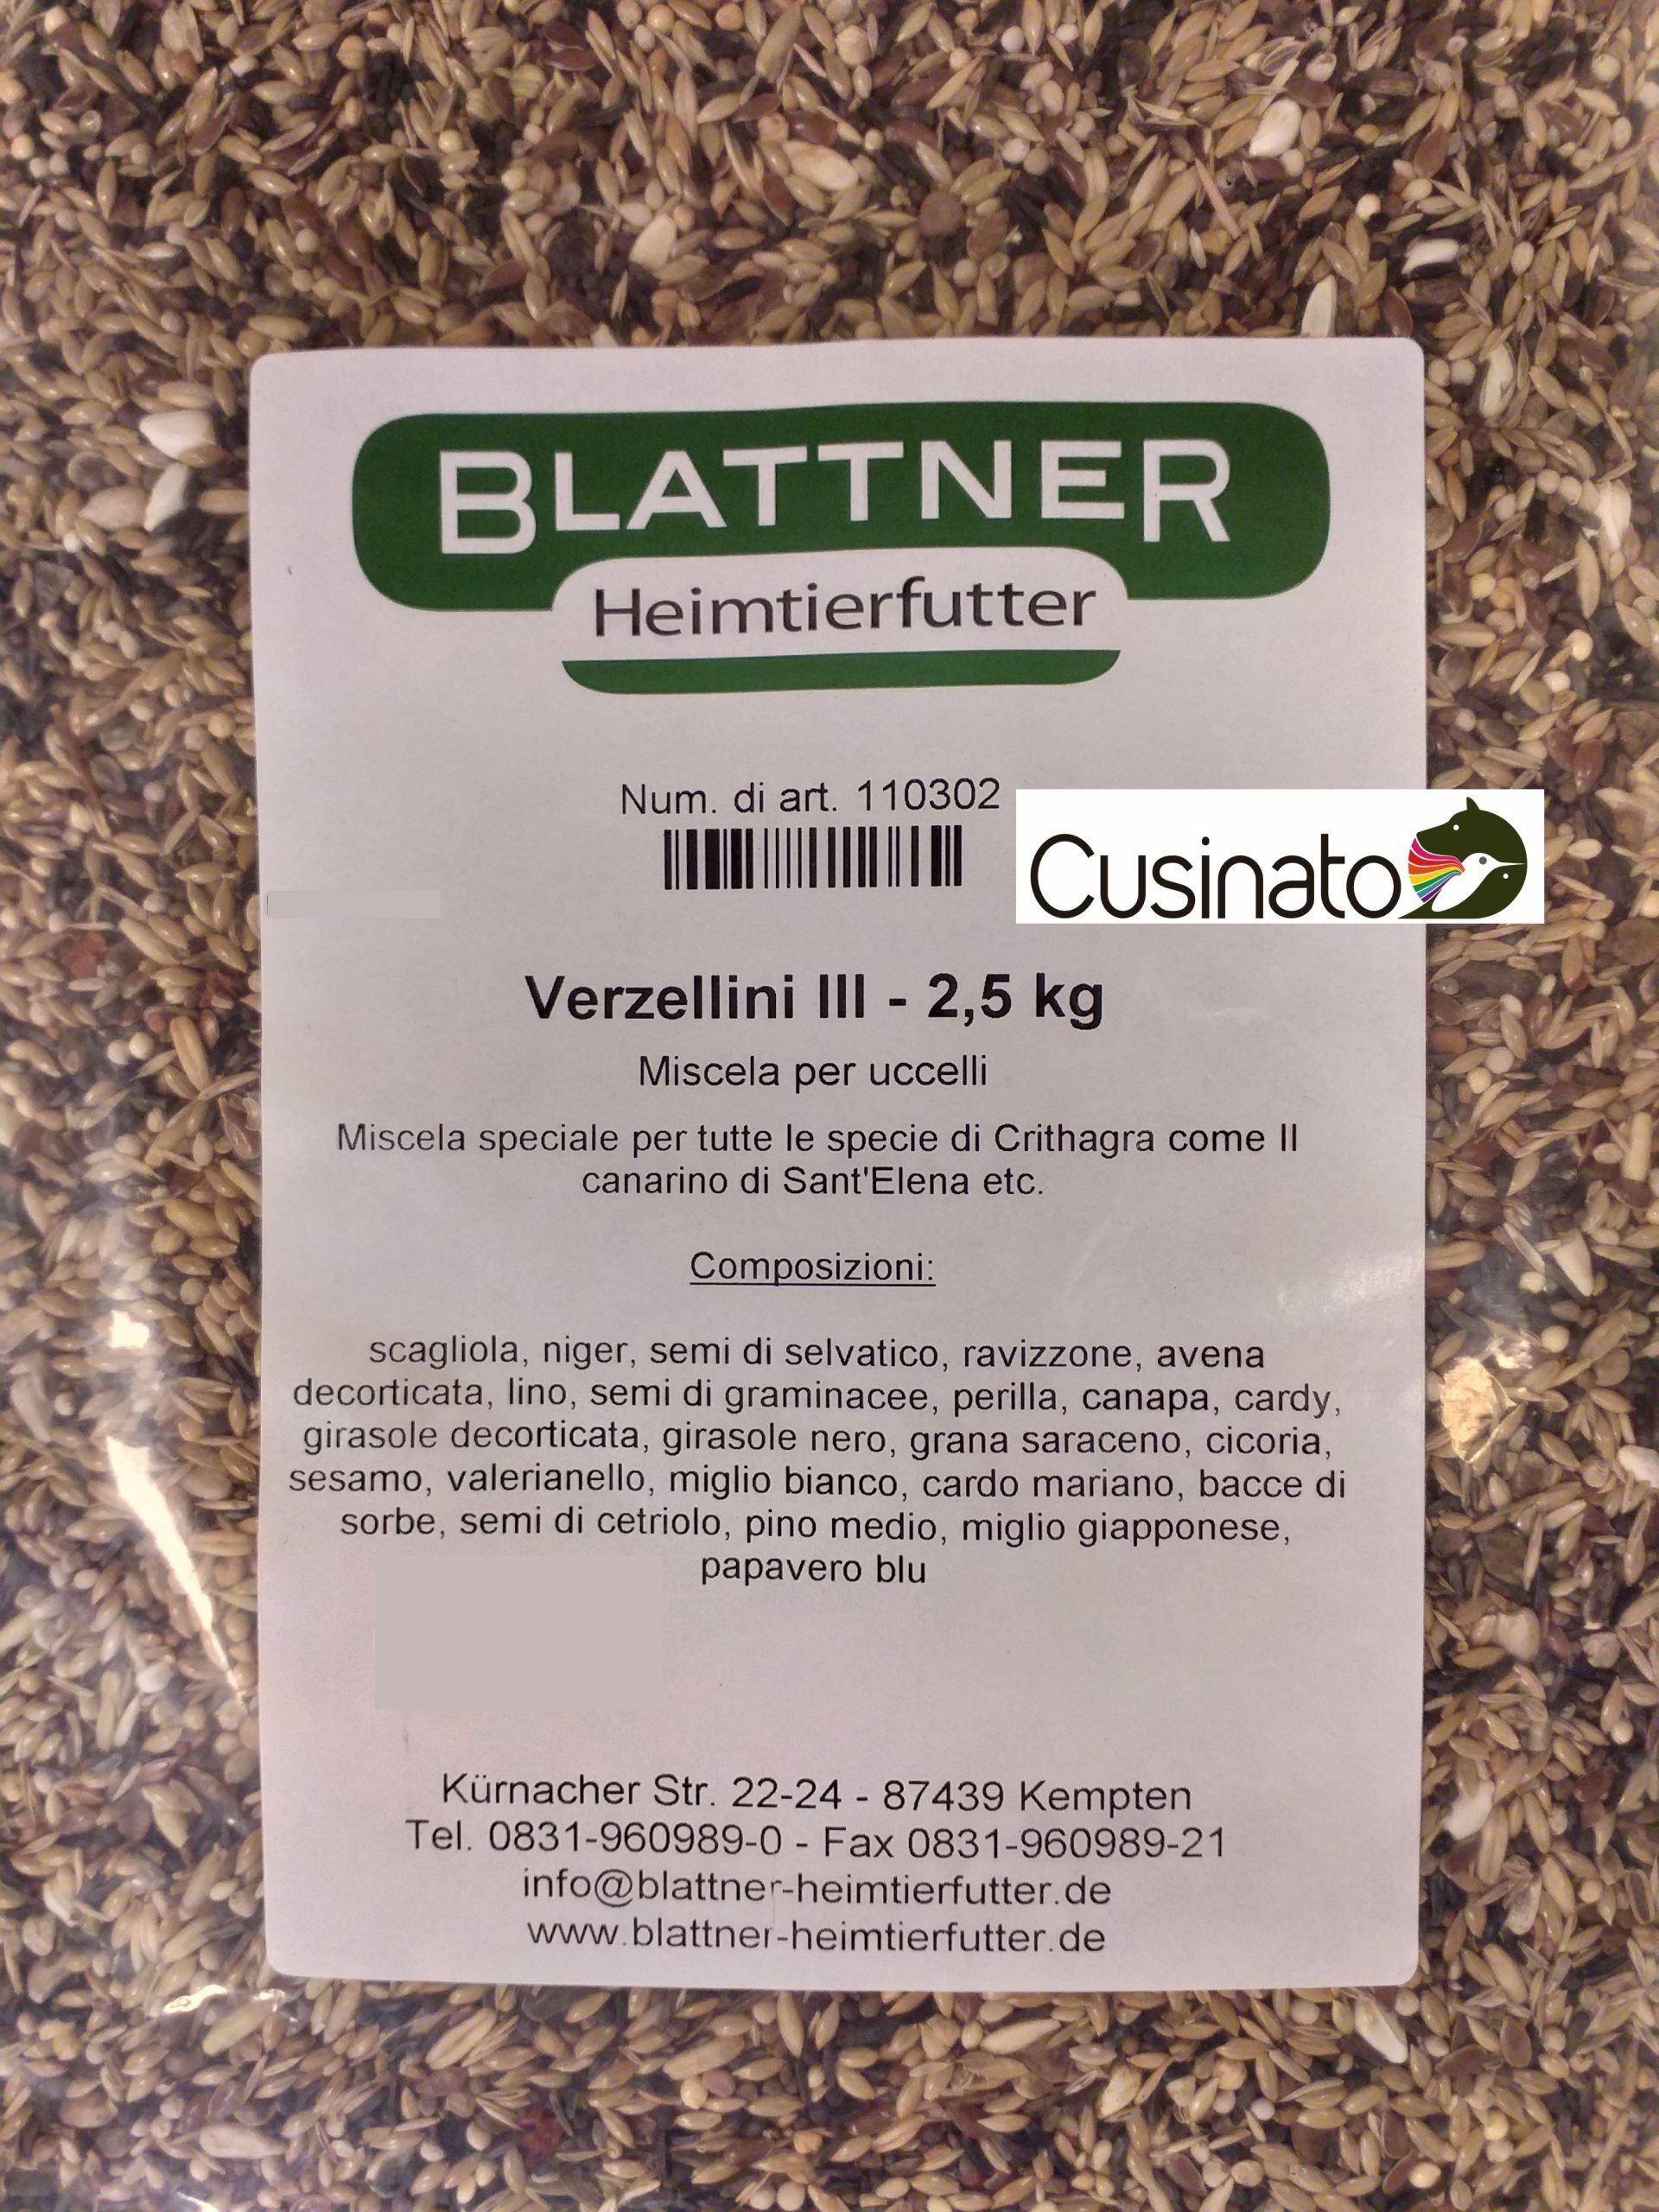 BLATTNER
Heimtierfutter
Num. di art. 110302
Cusinato
Verzellini III - 2,5 kg
Miscela per uccelli
Miscela speciale per tutte le specie di Crithagra come Il
canarino di Sant'Elena etc.
Composizioni:
scagliola, niger, semi di selvatico, ravizzone, avena
decorticata, lino, semi di graminacee, perilla, canapa, cardy,
girasole decorticata, girasole nero, grana saraceno, cicoria,
sesamo, valerianello, miglio bianco, cardo mariano, bacce di
sorbe, semi di cetriolo, pino medio, miglio giapponese,
papavero blu
Kürnacher Str. 22-24 - 87439 Kempten
Tel. 0831-960989-0 - Fax 0831-960989-21
info@blattner-heimtierfutter.de
www.blattner-heimtierfutter.de